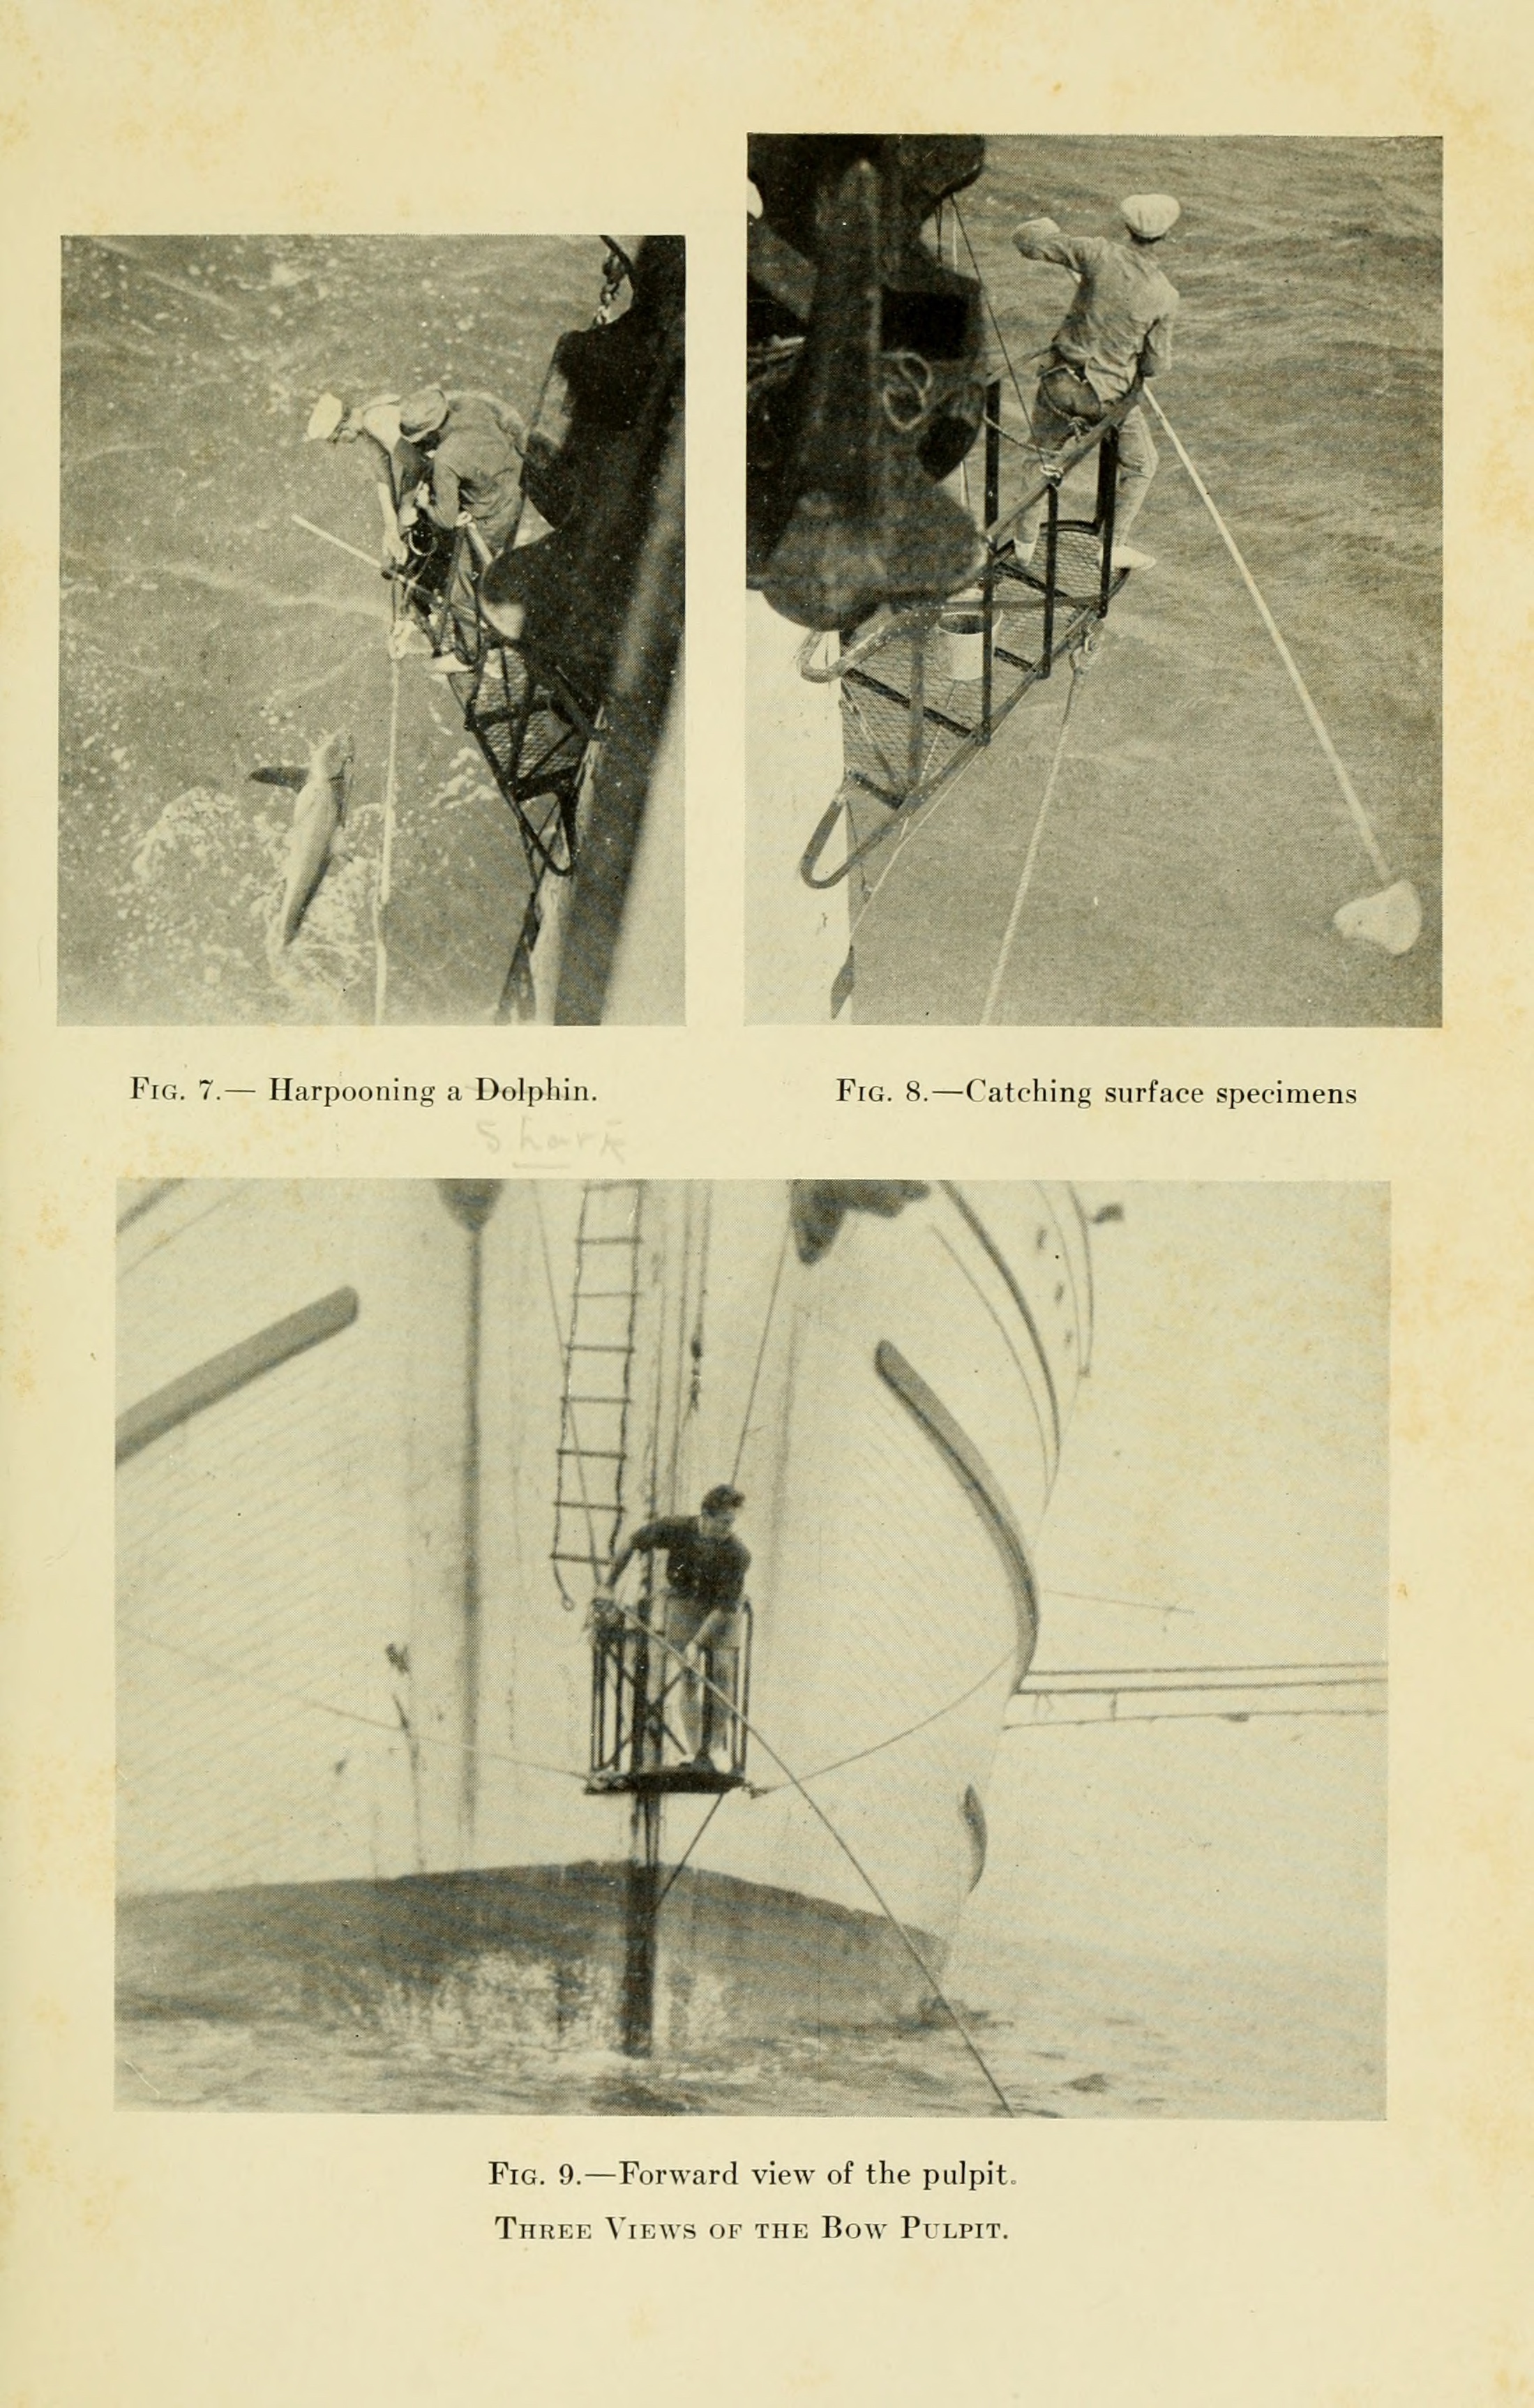 FIG. 7.— Harpooning a Dolphin.
Shark
FIG. 8.—Catching surface specimens
FIG. 9.—Forward view of the pulpit.
THREE VIEWS OF THE BOW PULPIT.